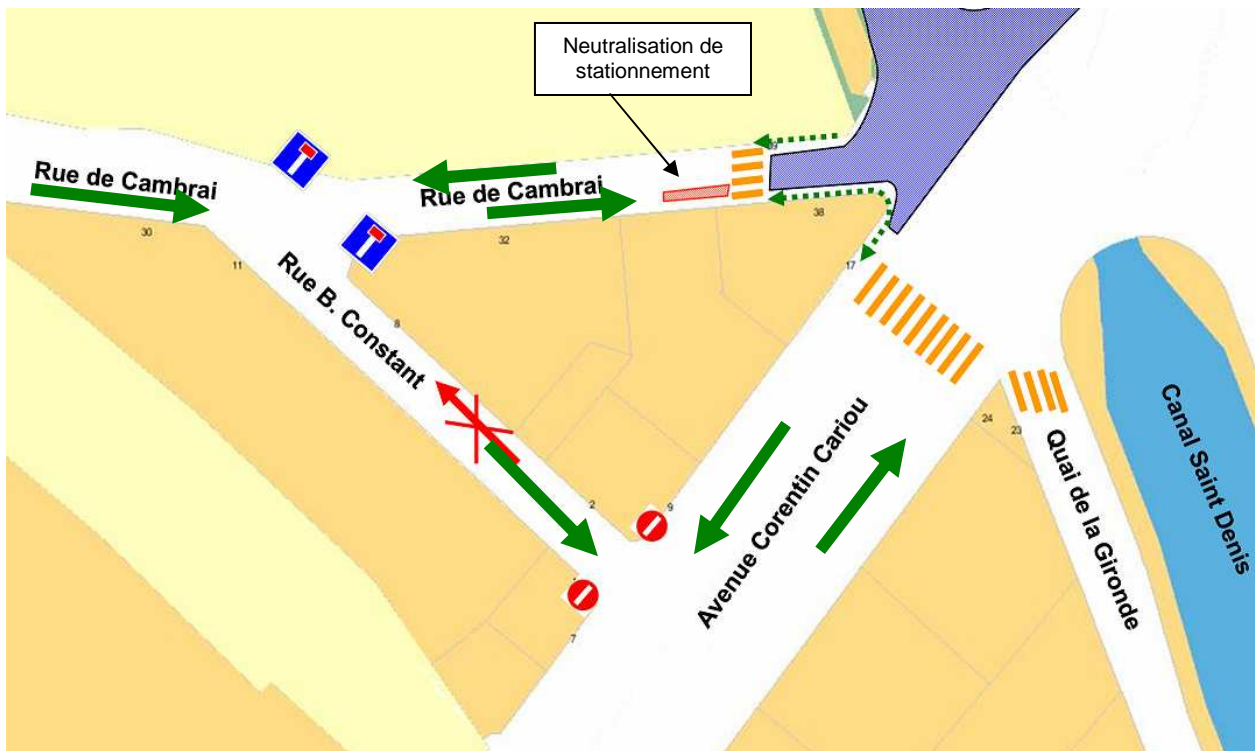 Neutralisation de
stationnement
Rue de Cambrai
Rue de Cambrai
39
38
30
32
11
17
Rue B. Constant
8
24
23
Avenue Corentin Cariou
Quai de la Gironde
Canal Saint Denis
2
9
7